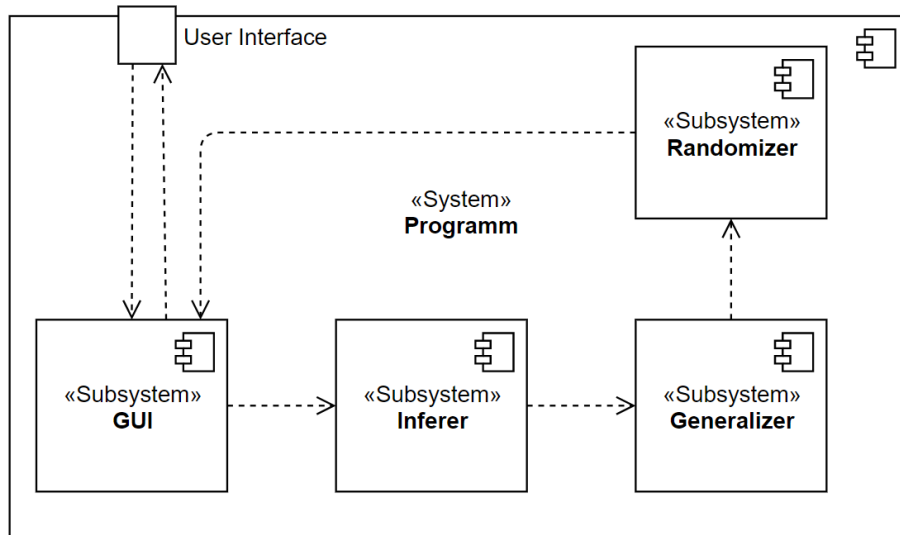 User Interface
«Subsystem»
Randomizer
«System»
Programm
«Subsystem»
GUI
«Subsystem»
Inferer
«Subsystem»
Generalizer